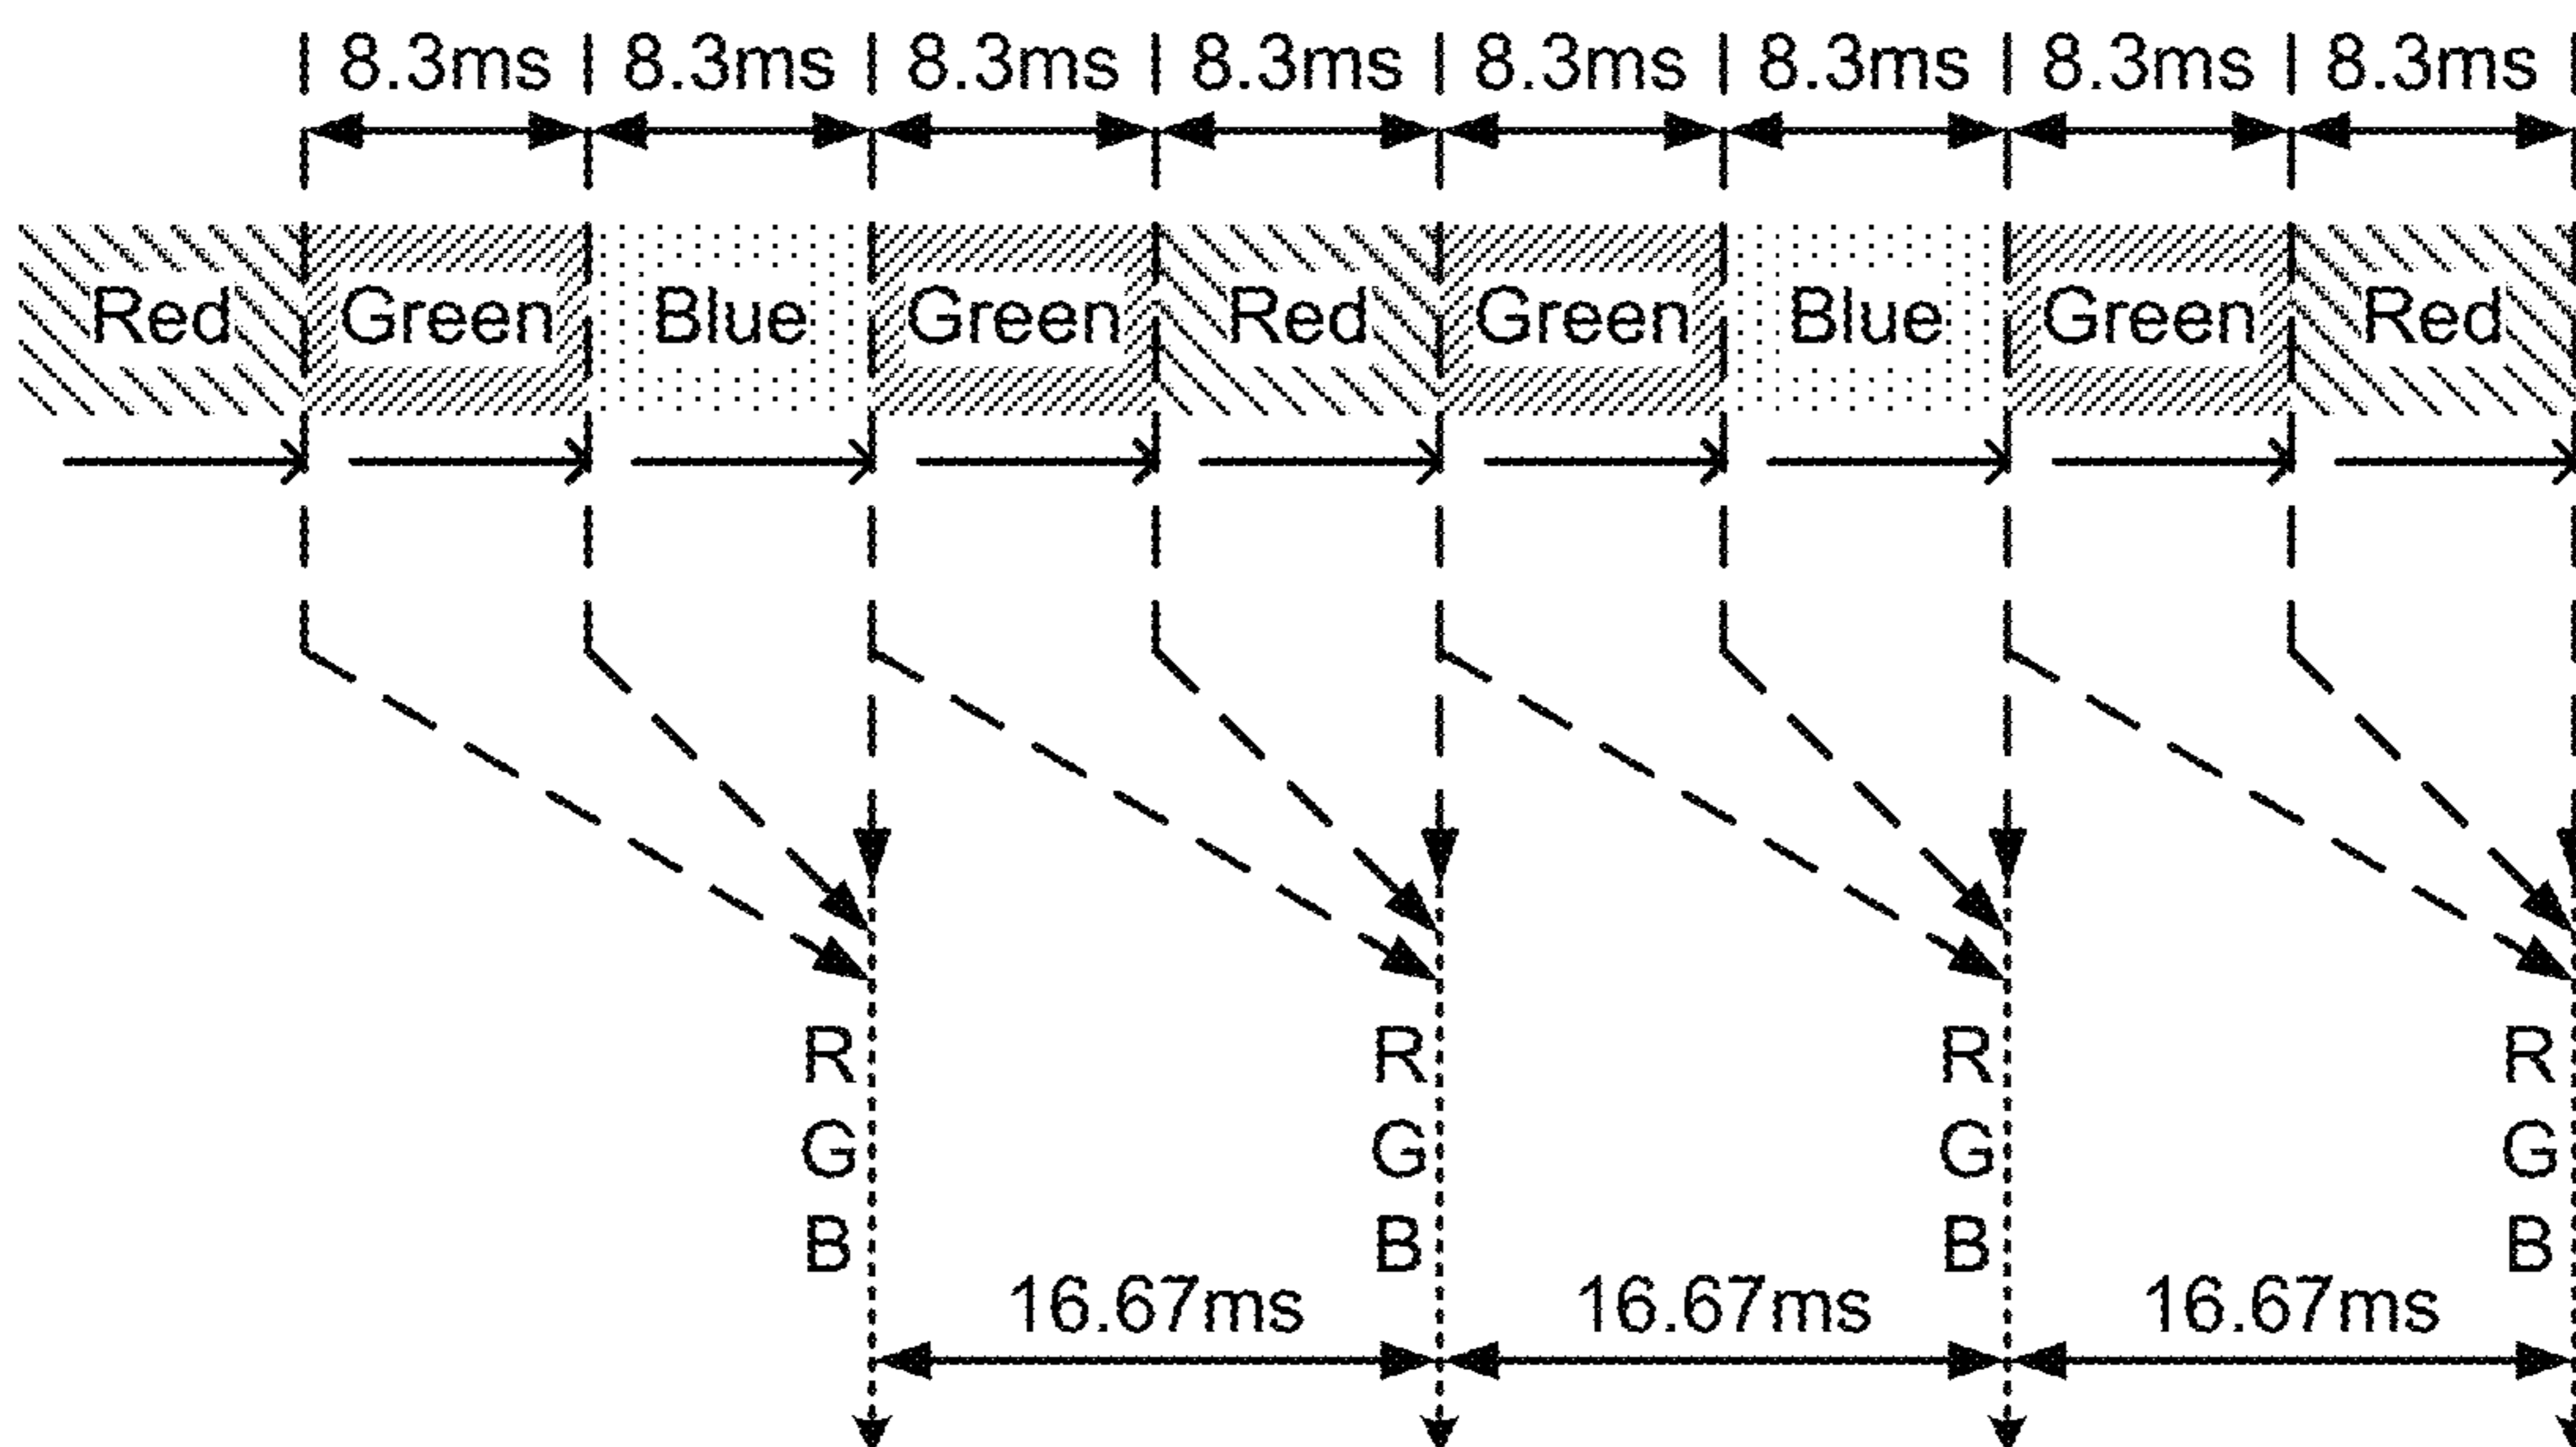 8.3ms 8.3ms 8.3ms 8.3ms 8.3ms 8.3ms 8.3ms 8.3ms
Red Green Blue Green Red Green Blue Green Red
R R R R
G G G G
B B B B
16.67ms 16.67ms 16.67ms